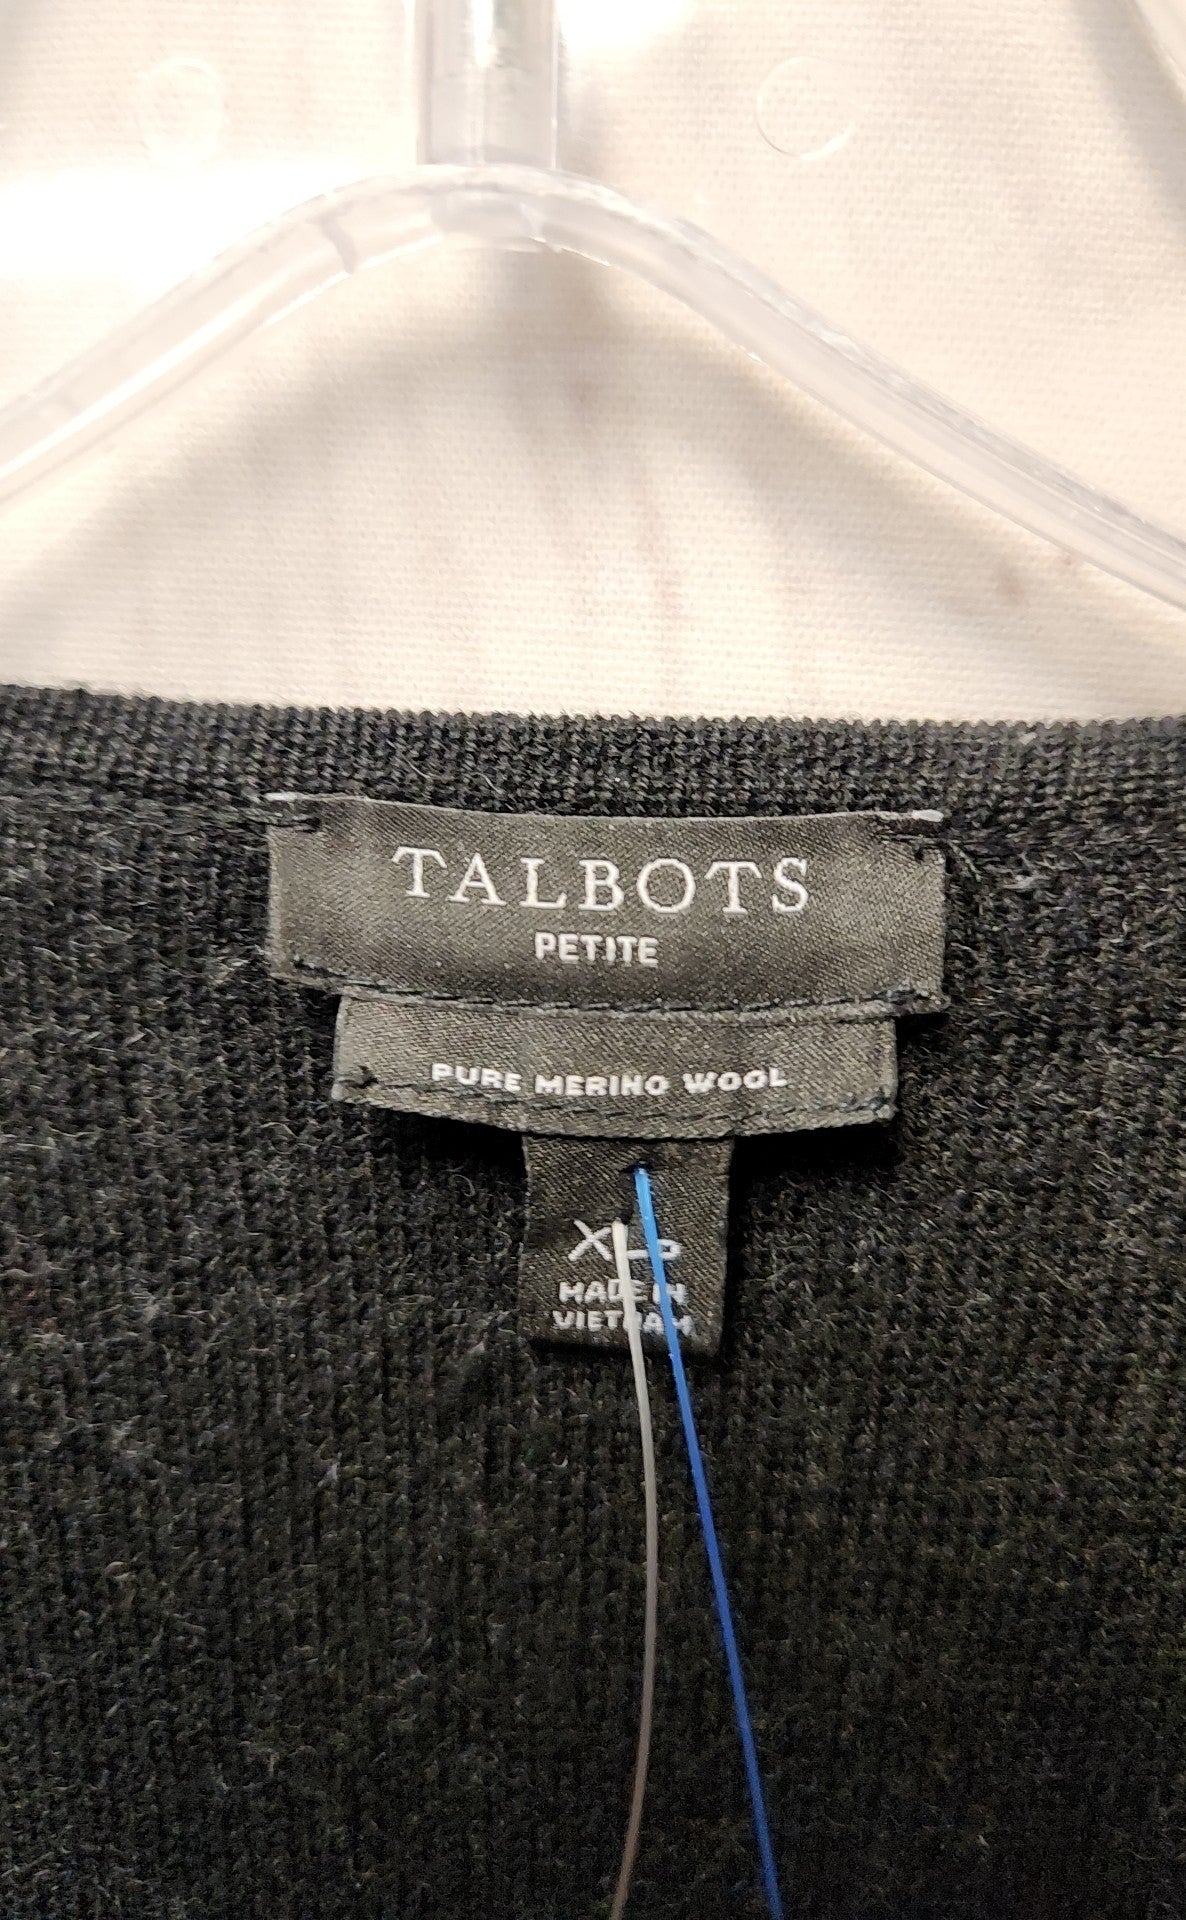 TALBOTS
PETITE
PURE MERINO WOOL
XLP
MADE IN
VIETNAM